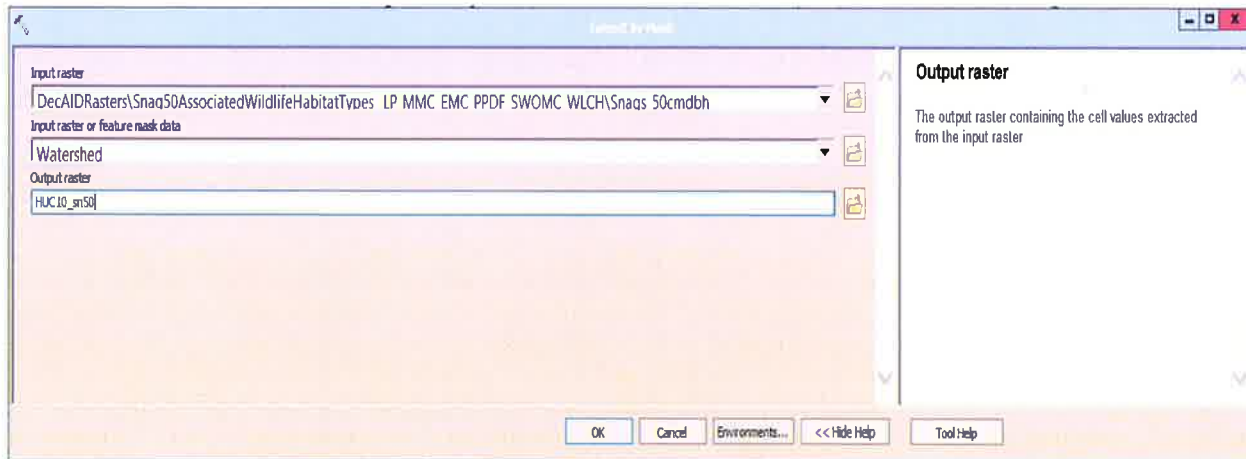 Input raster
DecAIDRasters\Snag50AssociatedWildlifeHabitatTypes_LP_MMC_EMC_PPDF_SWOMC_WLCH\Snags_50cmdbh
Input raster or feature mask data
Watershed
Output raster
HUC10_sn50
OK
Cancel
Environments...
<< Hide Help
Output raster
The output raster containing the cell values extracted
from the input raster
Tool Help